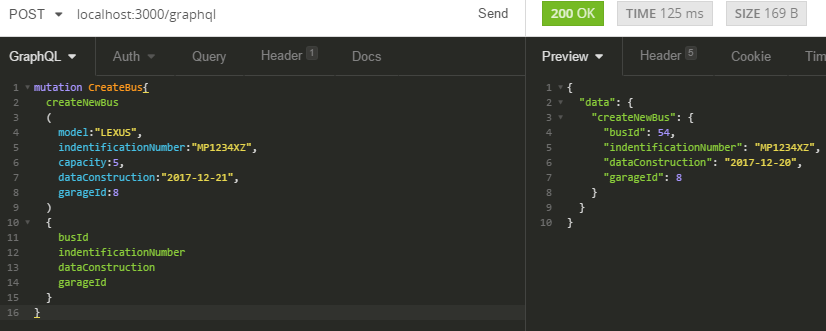 POST localhost:3000/graphql Send 200 OK TIME 125 ms SIZE 169 B
GraphQL Auth Query Header 1 Docs
1 mutation CreateBus{
2 createNewBus
3 (
4 model:"LEXUS",
5 indentificationNumber:"MP1234XZ",
6 capacity:5,
7 dataConstruction:"2017-12-21",
8 garageId:8
9 )
10 {
11 busId
12 indentificationNumber
13 dataConstruction
14 garageId
15 }
16 }
Preview Header 5 Cookie Tim
1 {
2 "data": {
3 "createNewBus": {
4 "busId": 54,
5 "indentificationNumber": "MP1234XZ",
6 "dataConstruction": "2017-12-20",
7 "garageId": 8
8 }
9 }
10 }